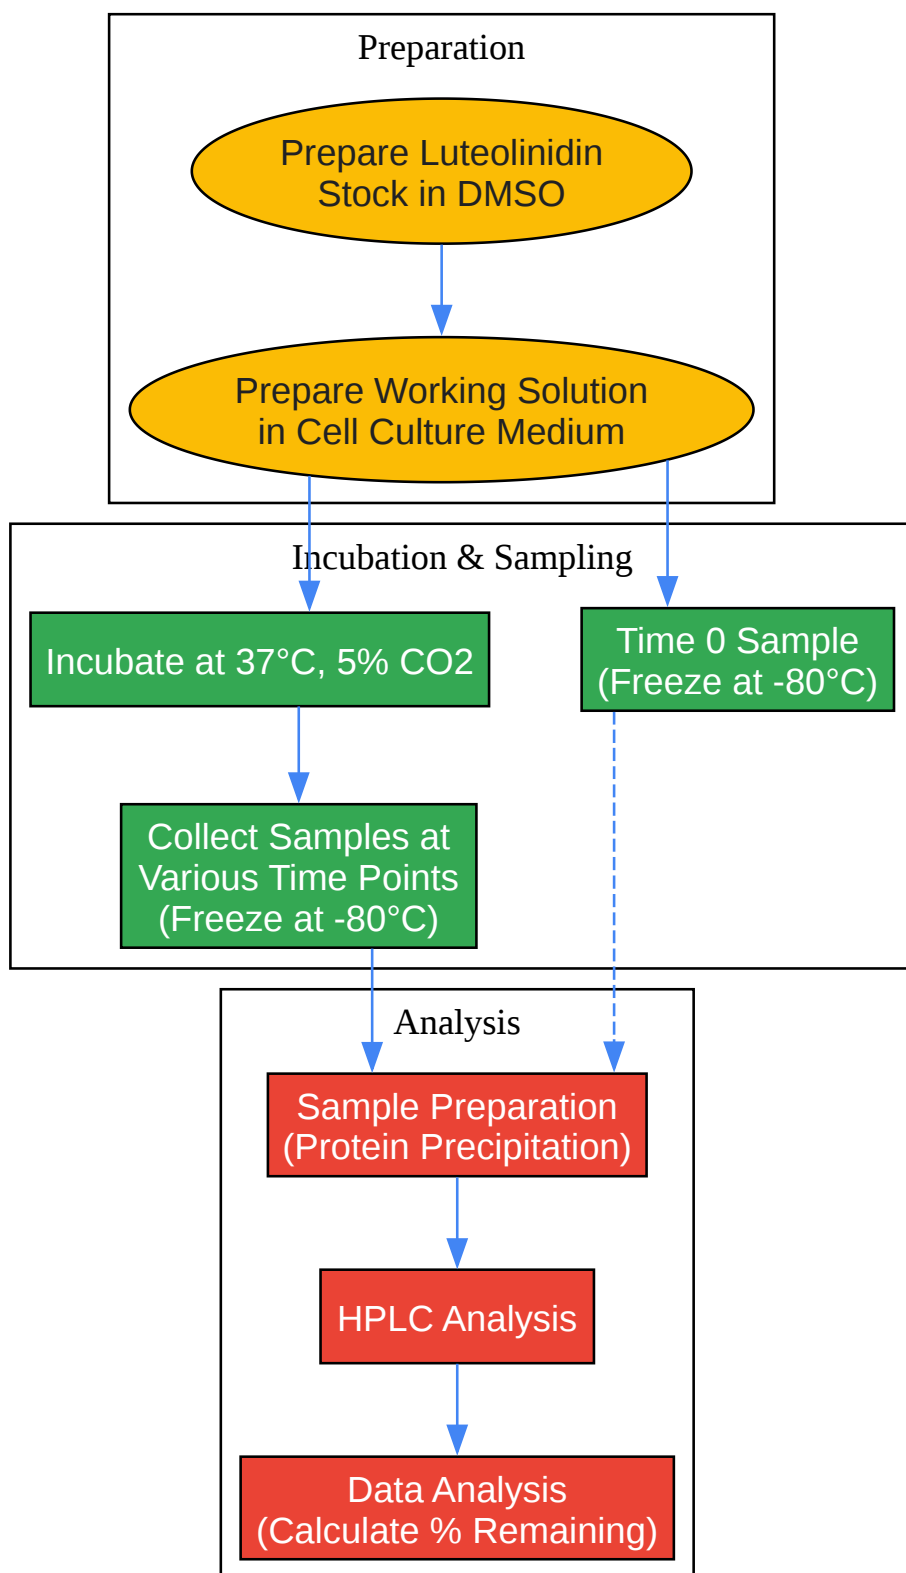 Preparation
Prepare Luteolinidin
Stock in DMSO
Prepare Working Solution
in Cell Culture Medium
Incubation & Sampling
Incubate at 37°C, 5% CO2
Time 0 Sample
(Freeze at -80°C)
Collect Samples at
Various Time Points
(Freeze at -80°C)
Analysis
Sample Preparation
(Protein Precipitation)
HPLC Analysis
Data Analysis
(Calculate % Remaining)